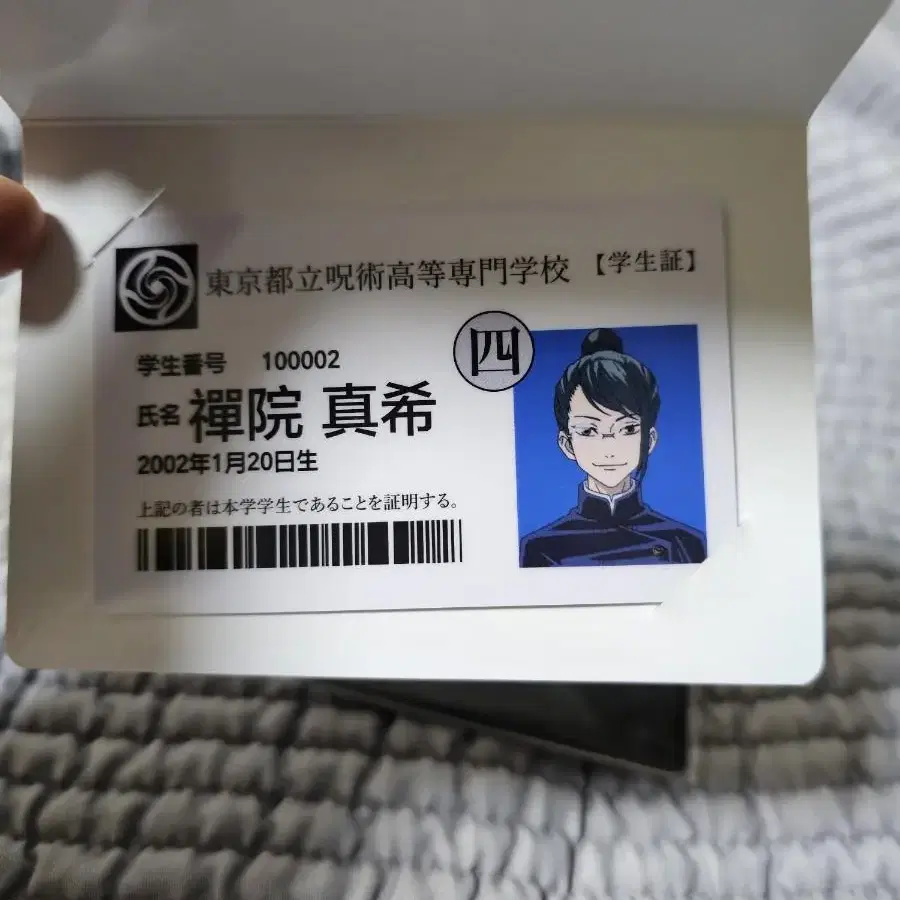 東京都立呪術高等専門学校 【学生証】
四
学生番号 100002
氏名 禪院 真希
2002年1月20日生
上記の者は本学学生であることを証明する。